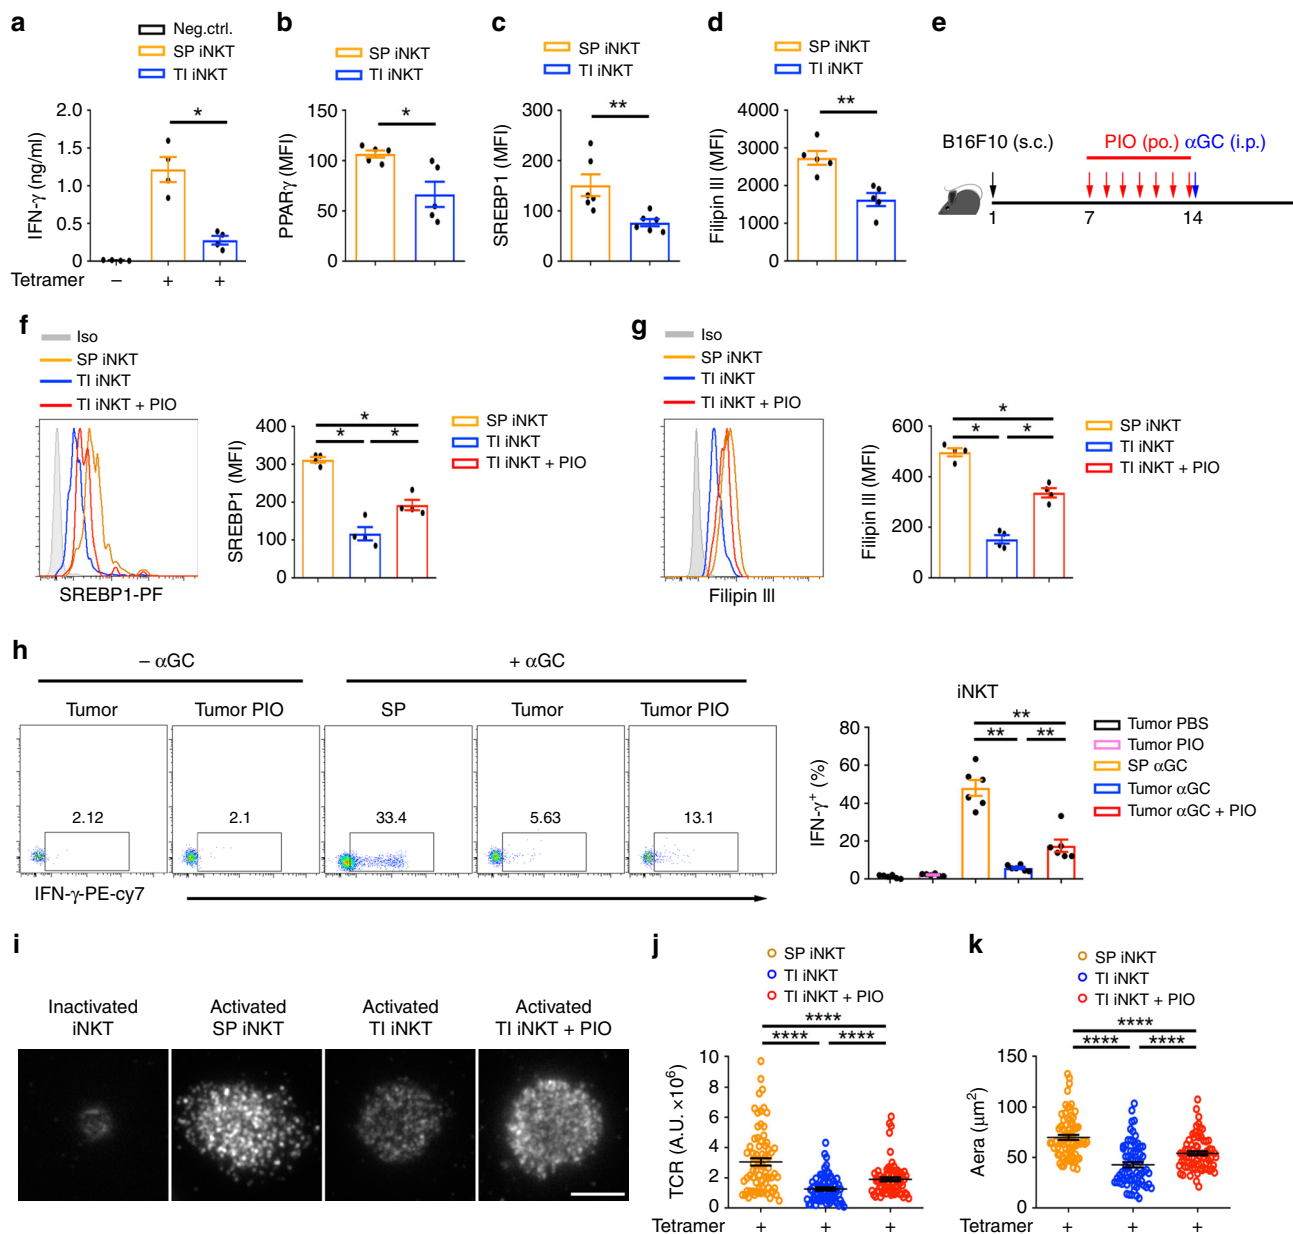 a
Neg.ctrl.
SP iNKT
TI iNKT
IFN-γ (ng/ml)
2.0
1.5
1.0
0.5
0
*
Tetramer − + +
b
SP iNKT
TI iNKT
PPARγ (MFI)
150
100
50
0
*
c
SP iNKT
TI iNKT
SREBP1 (MFI)
300
200
100
0
**
d
SP iNKT
TI iNKT
Filipin III (MFI)
4000
3000
2000
1000
0
**
e
B16F10 (s.c.)
PIO (po.) αGC (i.p.)
1 7 14
f
Iso
SP iNKT
TI iNKT
TI iNKT + PIO
SREBP1-PF
SREBP1 (MFI)
400
300
200
100
0
*
* *
SP iNKT
TI iNKT
TI iNKT + PIO
g
Iso
SP iNKT
TI iNKT
TI iNKT + PIO
Filipin III
Filipin III (MFI)
600
400
200
0
*
* *
SP iNKT
TI iNKT
TI iNKT + PIO
h
− αGC + αGC
Tumor Tumor PIO SP Tumor Tumor PIO
2.12 2.1 33.4 5.63 13.1
IFN-γ-PE-cy7
iNKT
IFN-γ+ (%)
80
60
40
20
0
**
** **
Tumor PBS
Tumor PIO
SP αGC
Tumor αGC
Tumor αGC + PIO
i
Inactivated iNKT
Activated SP iNKT
Activated TI iNKT
Activated TI iNKT + PIO
j
SP iNKT
TI iNKT
TI iNKT + PIO
TCR (A.U. ×10⁶)
10
8
6
4
2
0
****
**** ****
Tetramer + + +
k
SP iNKT
TI iNKT
TI iNKT + PIO
Aera (μm²)
150
100
50
0
****
**** ****
Tetramer + + +